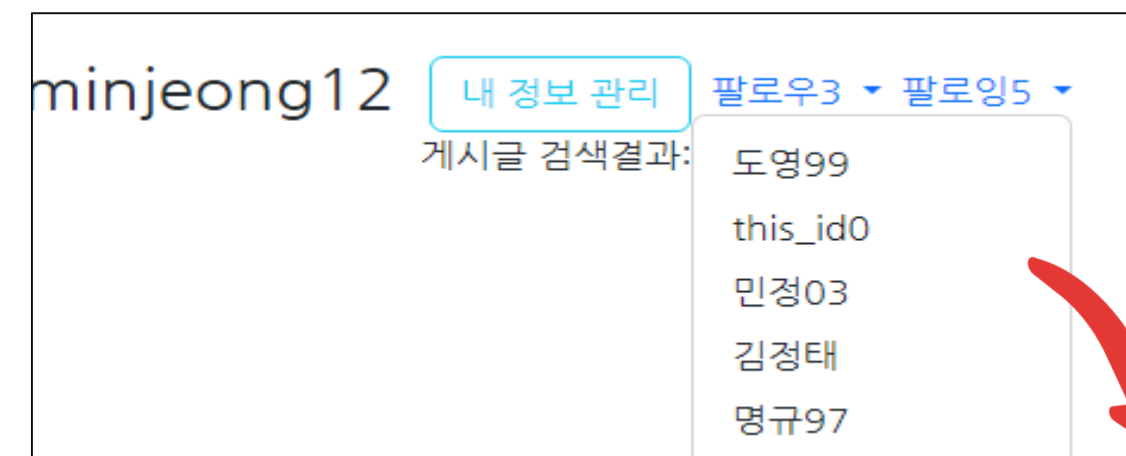 minjeong12 내 정보 관리 팔로우3 팔로잉5
게시글 검색결과:
도영99
this_id0
민정03
김정태
명규97